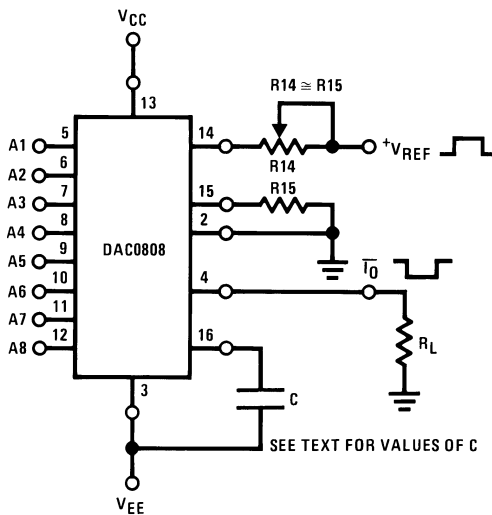 VCC
13
R14 ≅ R15
A1 5
14
R14
+VREF
A2 6
A3 7
15
R15
A4 8
2
DAC0808
A5 9
A6 10
4
IO
A7 11
A8 12
16
RL
C
3
SEE TEXT FOR VALUES OF C
VEE